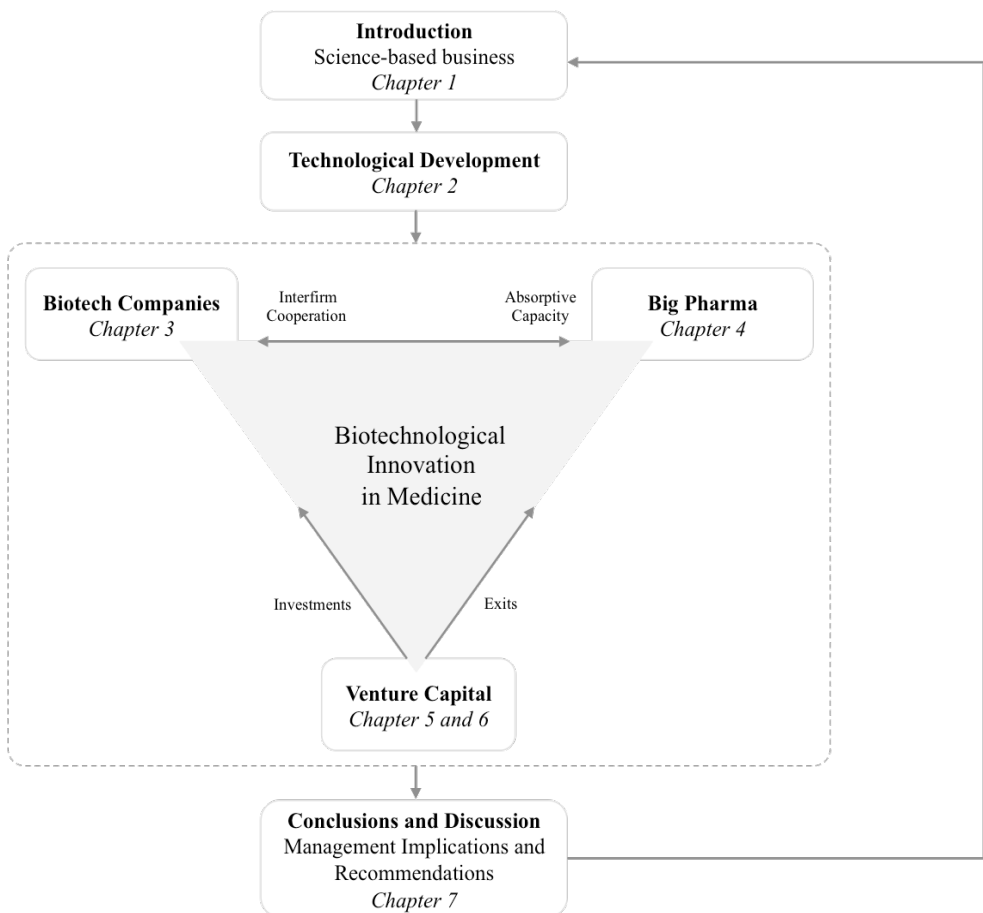 Introduction
Science-based business
Chapter 1
Technological Development
Chapter 2
Biotech Companies
Chapter 3
Interfirm
Cooperation
Absorptive
Capacity
Big Pharma
Chapter 4
Biotechnological
Innovation
in Medicine
Investments
Exits
Venture Capital
Chapter 5 and 6
Conclusions and Discussion
Management Implications and
Recommendations
Chapter 7